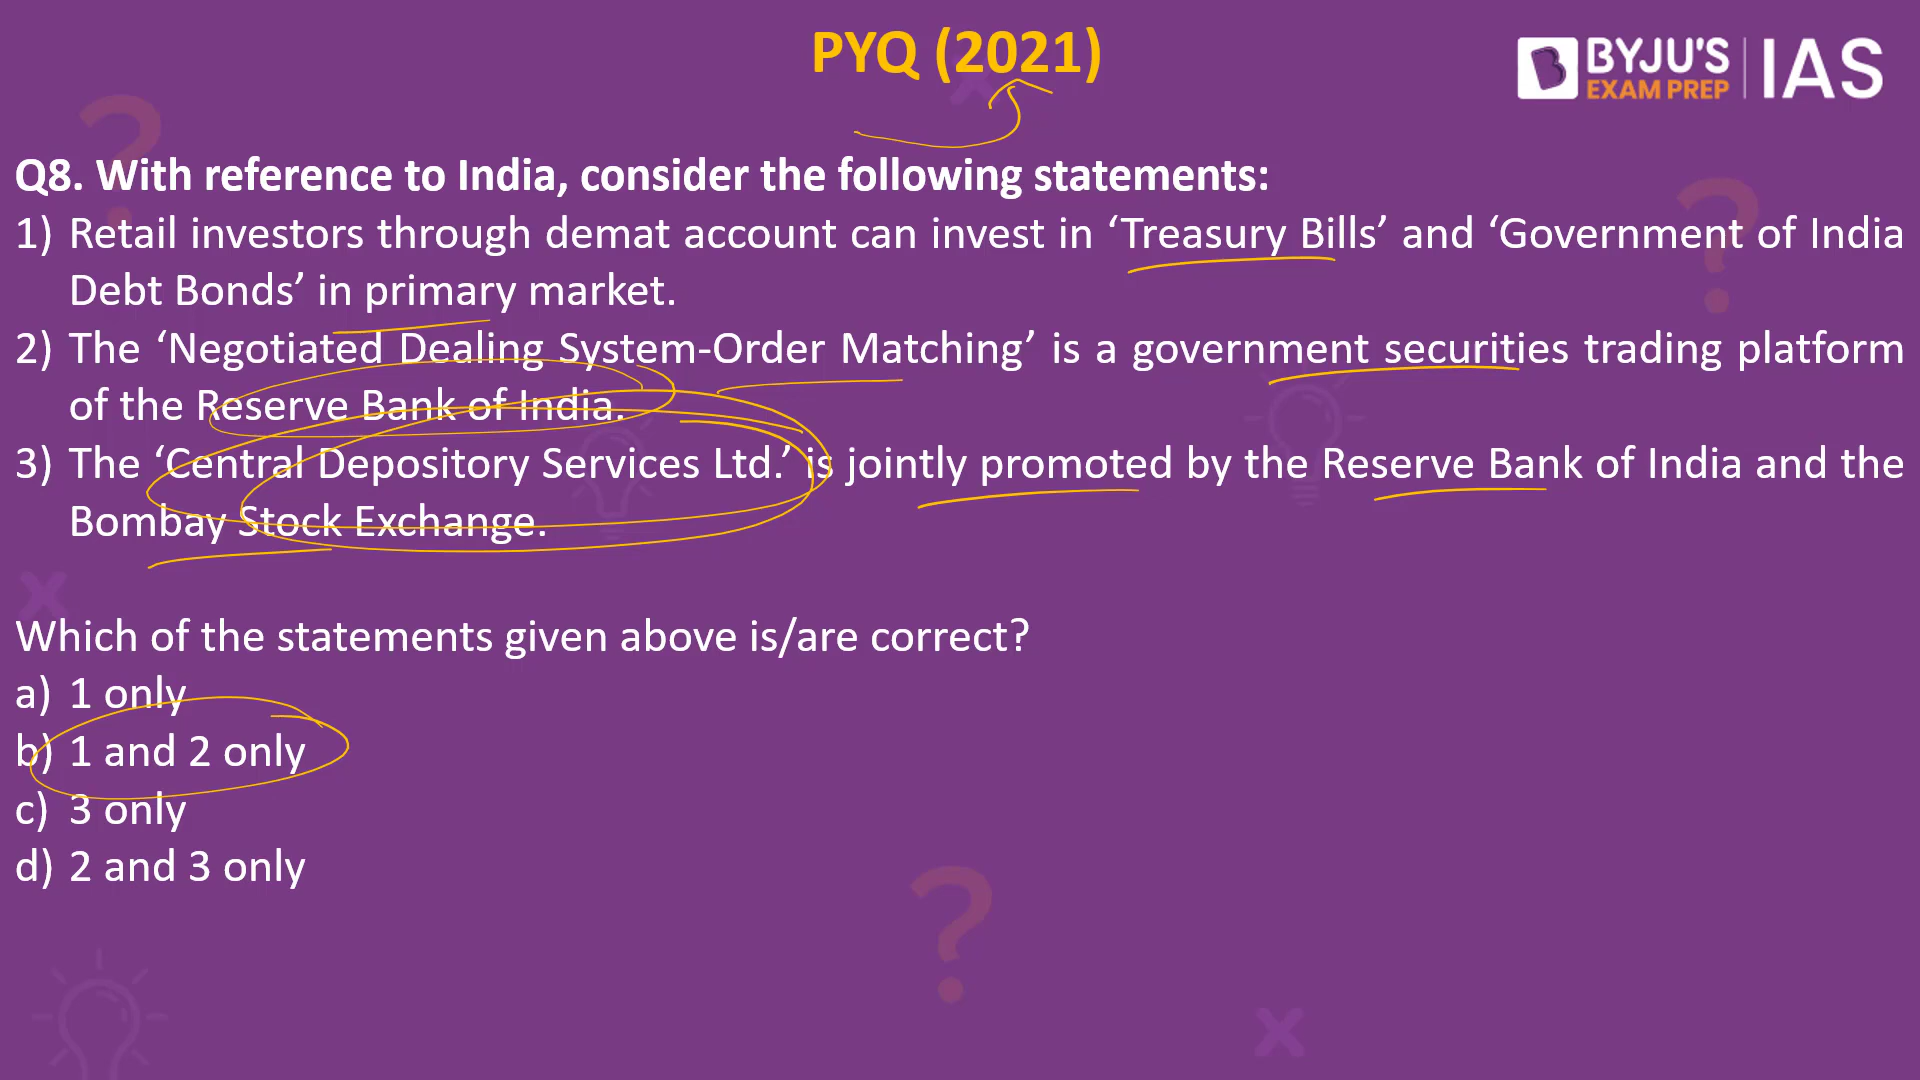 PYQ (2021)
BYJU'S
EXAM PREP
IAS
Q8. With reference to India, consider the following statements:
1) Retail investors through demat account can invest in ‘Treasury Bills’ and ‘Government of India
Debt Bonds’ in primary market.
2) The ‘Negotiated Dealing System-Order Matching’ is a government securities trading platform
of the Reserve Bank of India.
3) The ‘Central Depository Services Ltd.’ is jointly promoted by the Reserve Bank of India and the
Bombay Stock Exchange.
Which of the statements given above is/are correct?
a) 1 only
b) 1 and 2 only
c) 3 only
d) 2 and 3 only